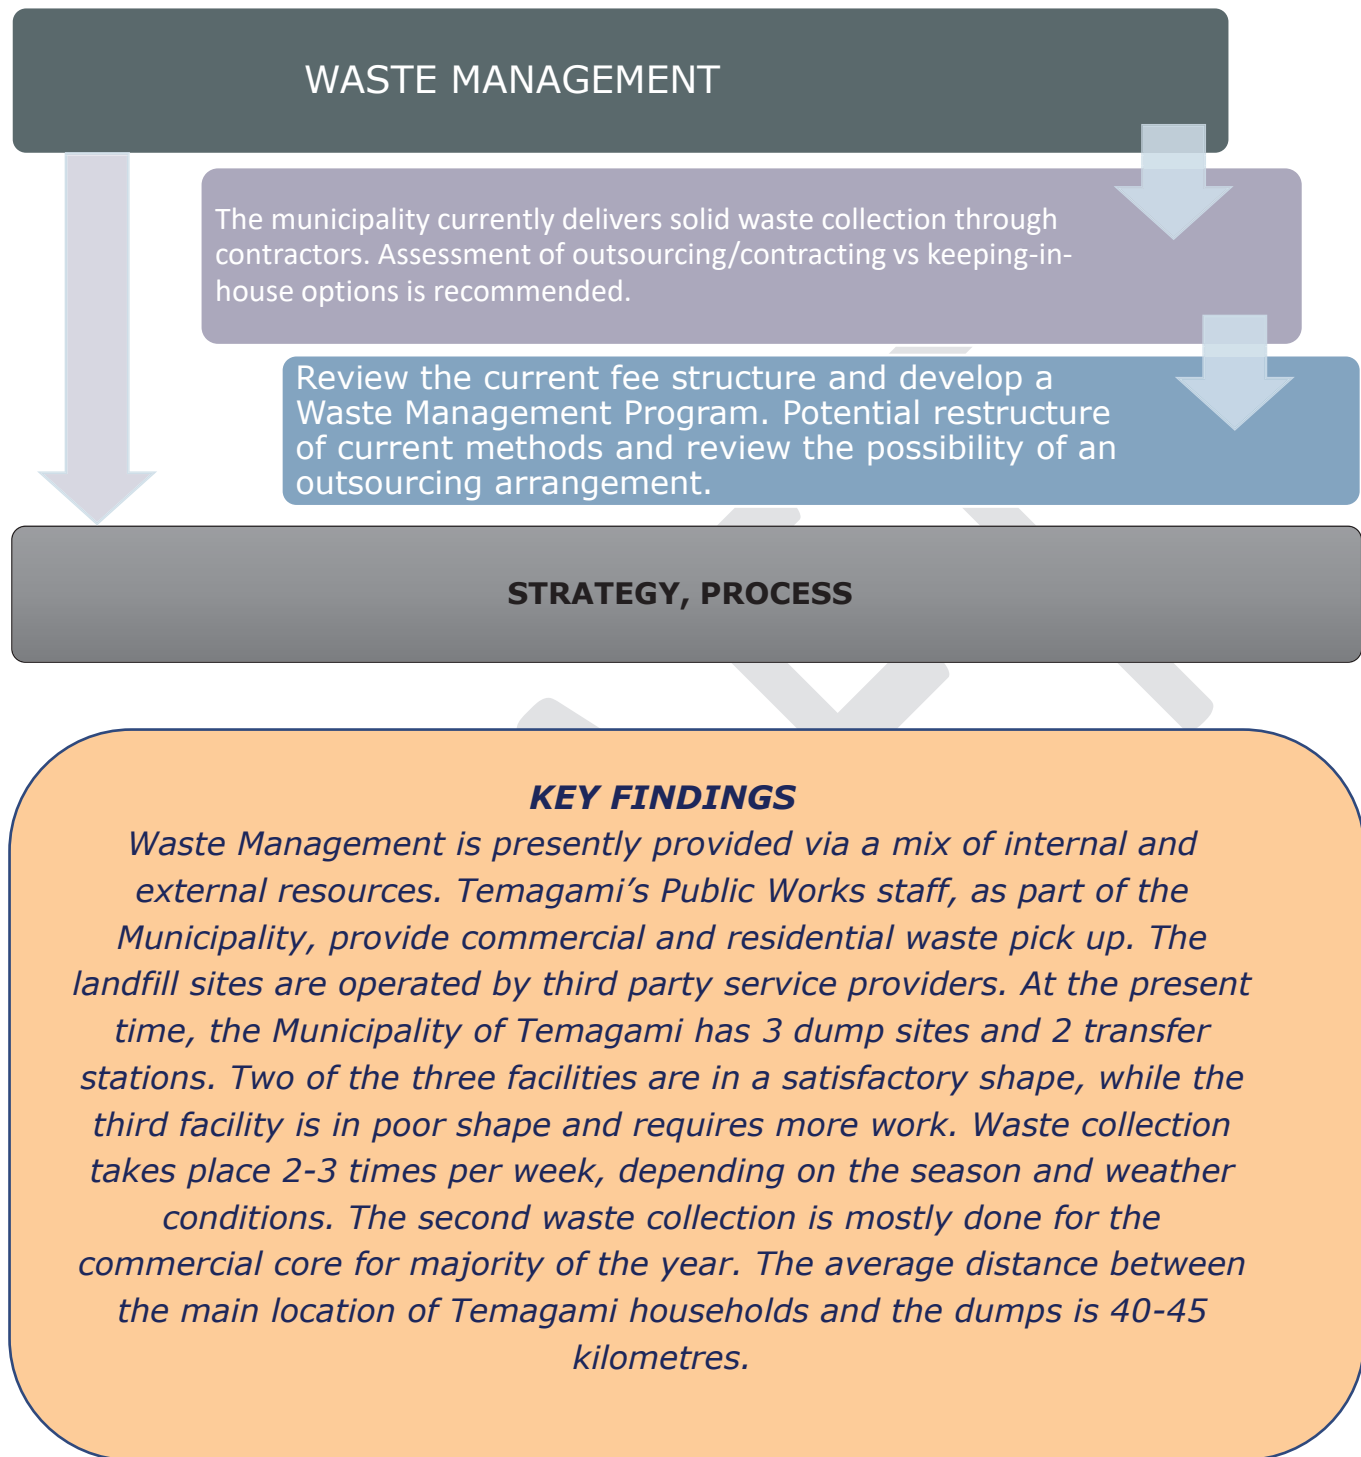 WASTE MANAGEMENT
The municipality currently delivers solid waste collection through
contractors. Assessment of outsourcing/contracting vs keeping-in-
house options is recommended.
Review the current fee structure and develop a
Waste Management Program. Potential restructure
of current methods and review the possibility of an
outsourcing arrangement.
STRATEGY, PROCESS
KEY FINDINGS
Waste Management is presently provided via a mix of internal and
external resources. Temagami’s Public Works staff, as part of the
Municipality, provide commercial and residential waste pick up. The
landfill sites are operated by third party service providers. At the present
time, the Municipality of Temagami has 3 dump sites and 2 transfer
stations. Two of the three facilities are in a satisfactory shape, while the
third facility is in poor shape and requires more work. Waste collection
takes place 2-3 times per week, depending on the season and weather
conditions. The second waste collection is mostly done for the
commercial core for majority of the year. The average distance between
the main location of Temagami households and the dumps is 40-45
kilometres.